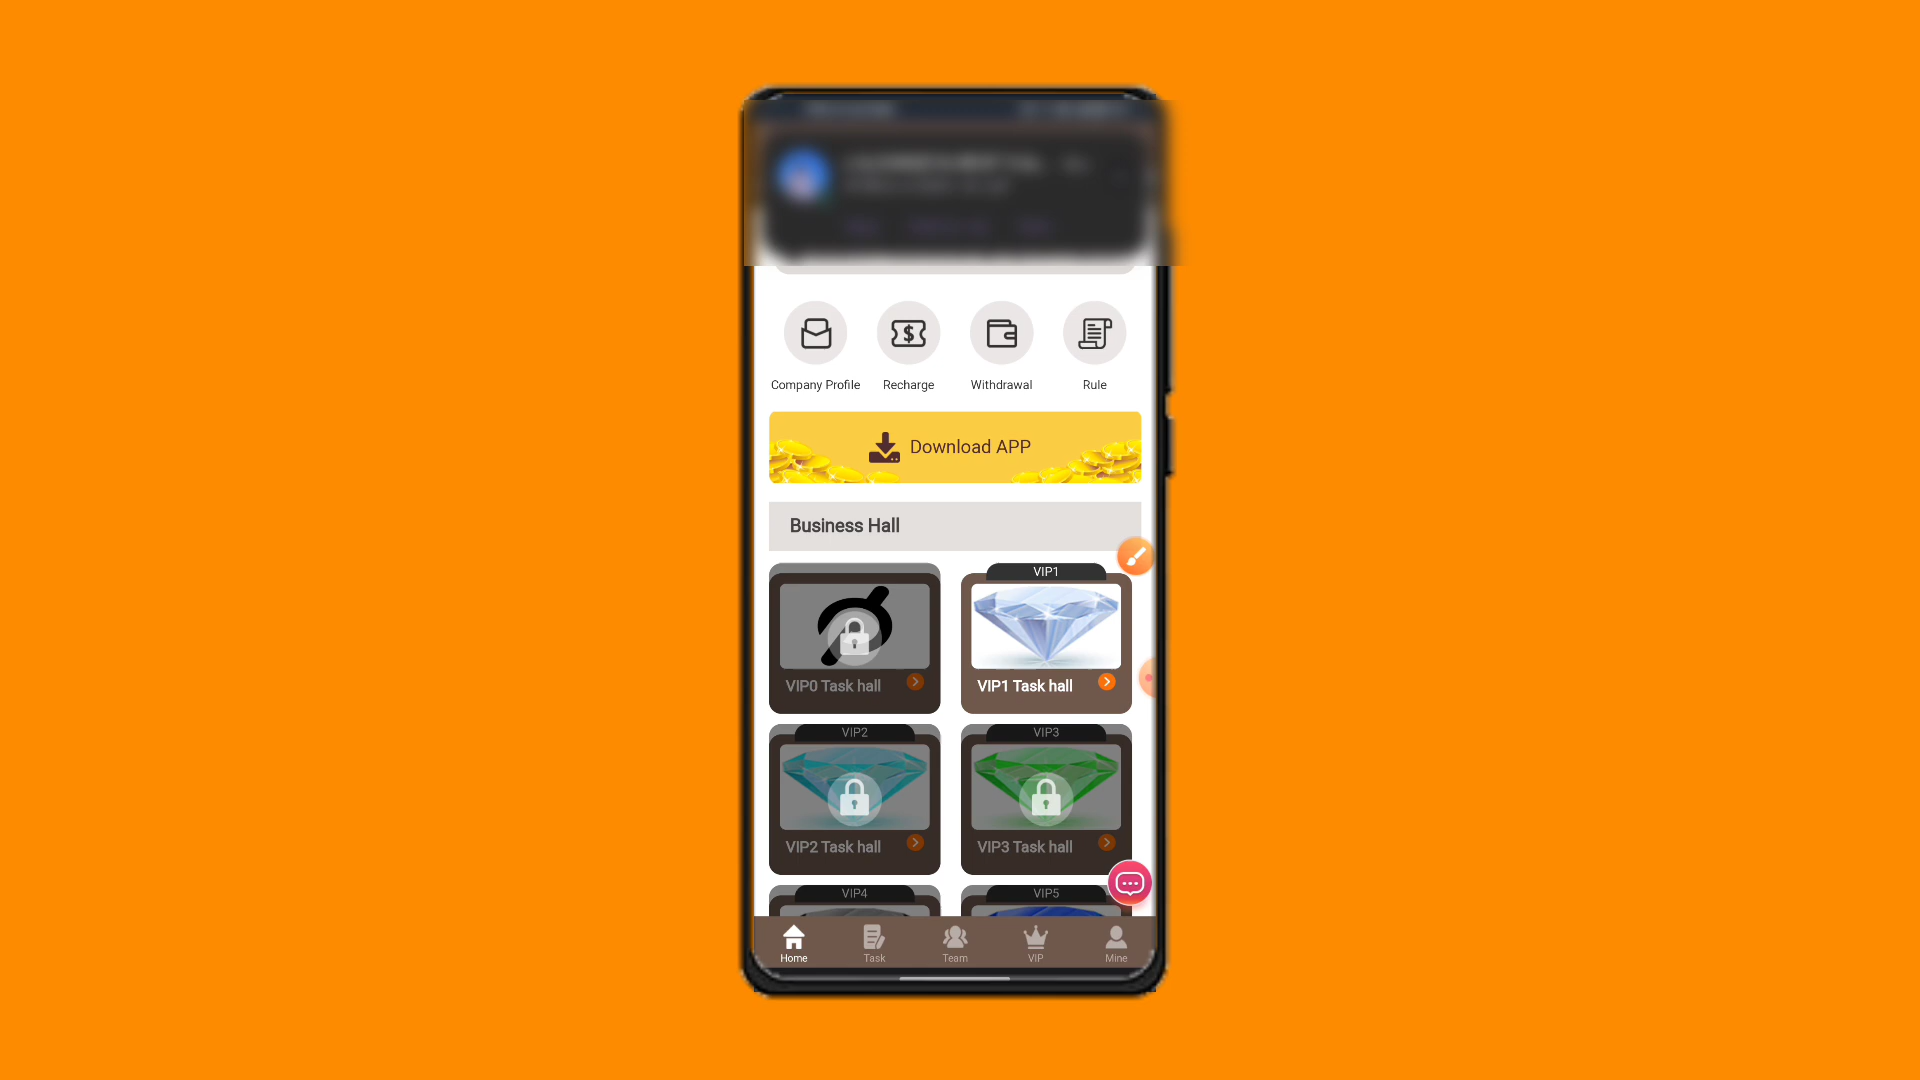 Company Profile Recharge Withdrawal Rule
Download APP
Business Hall
VIP1
VIP0 Task hall VIP1 Task hall
VIP2 VIP3
VIP2 Task hall VIP3 Task hall
VIP4 VIP5
Home Task Team VIP Mine